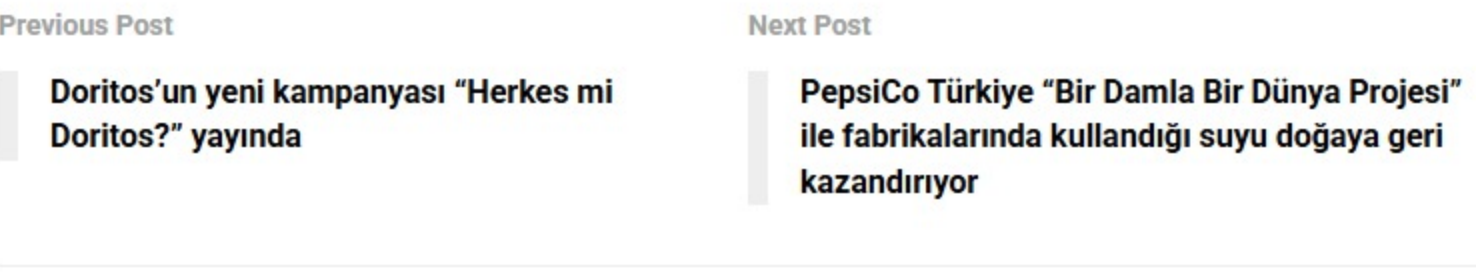 Previous Post
Doritos’un yeni kampanyası “Herkes mi
Doritos?” yayında
Next Post
PepsiCo Türkiye “Bir Damla Bir Dünya Projesi”
ile fabrikalarında kullandığı suyu doğaya geri
kazandırıyor